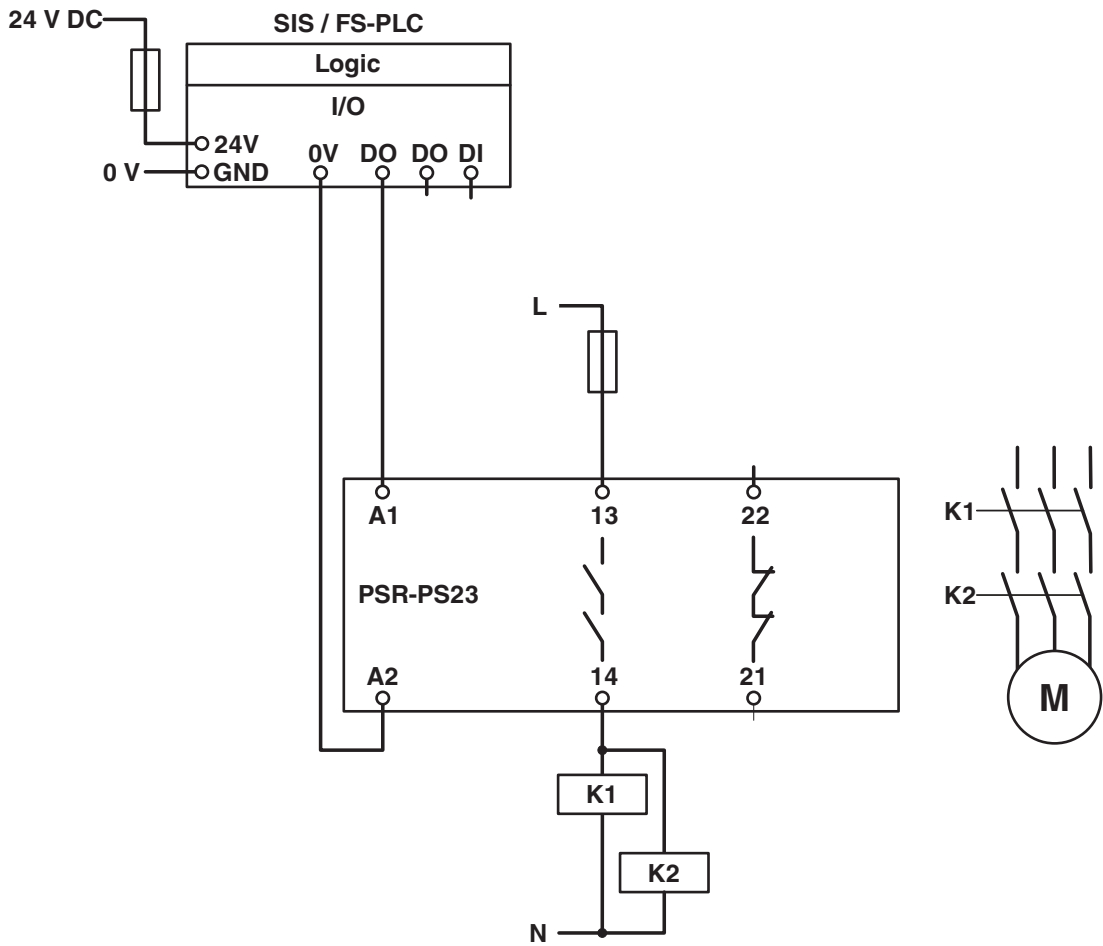 24 V DC
SIS / FS-PLC
Logic
I/O
24V
0V DO DO DI
0 V
GND
L
A1 13 22
K1
PSR-PS23
K2
A2 14 21
M
K1
K2
N